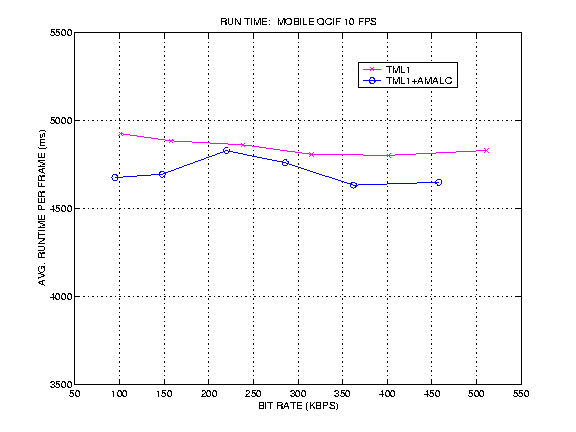 RUN TIME: MOBILE QCIF 10 FPS
5500
5000
4500
4000
3500
AVG. RUNTIME PER FRAME (ms)
TML1
TML1+AMALC
50 100 150 200 250 300 350 400 450 500 550
BIT RATE (KBPS)